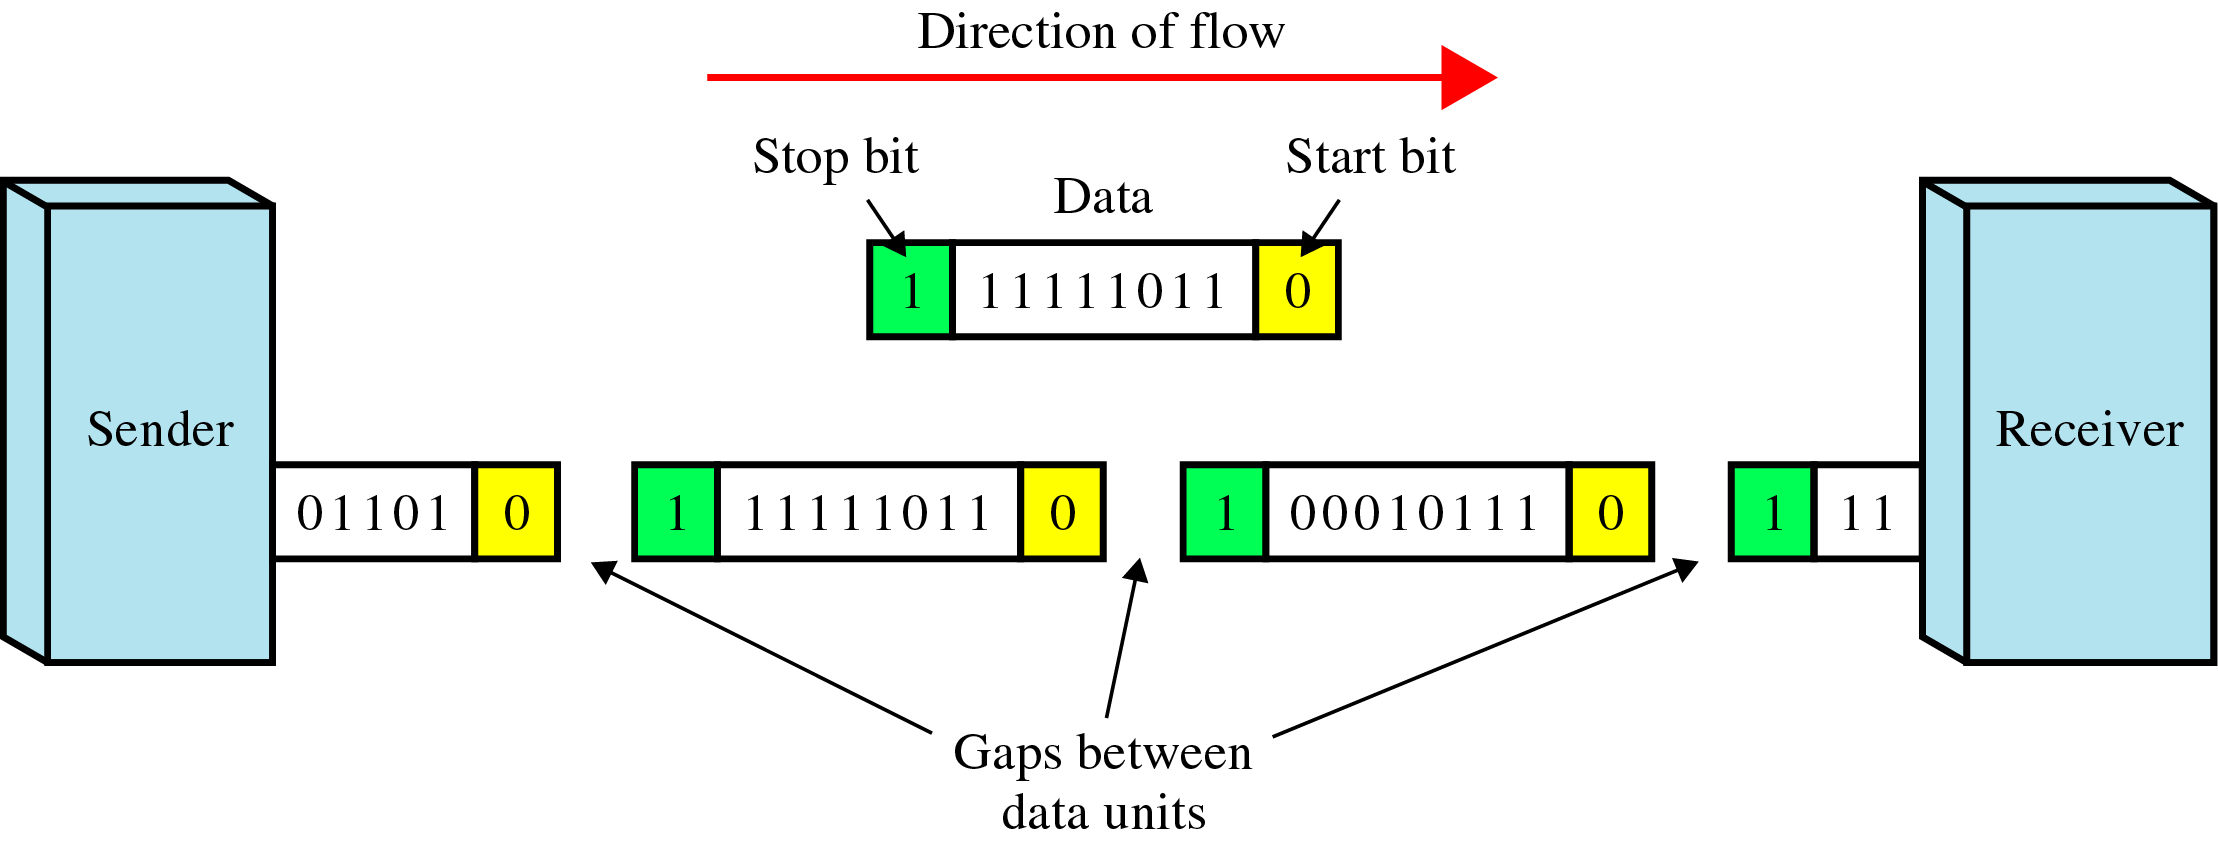 Direction of flow
Stop bit
Start bit
Data
1 11111011 0
Sender
Receiver
01101 0 1 11111011 0 1 00010111 0 1 11
Gaps between
data units